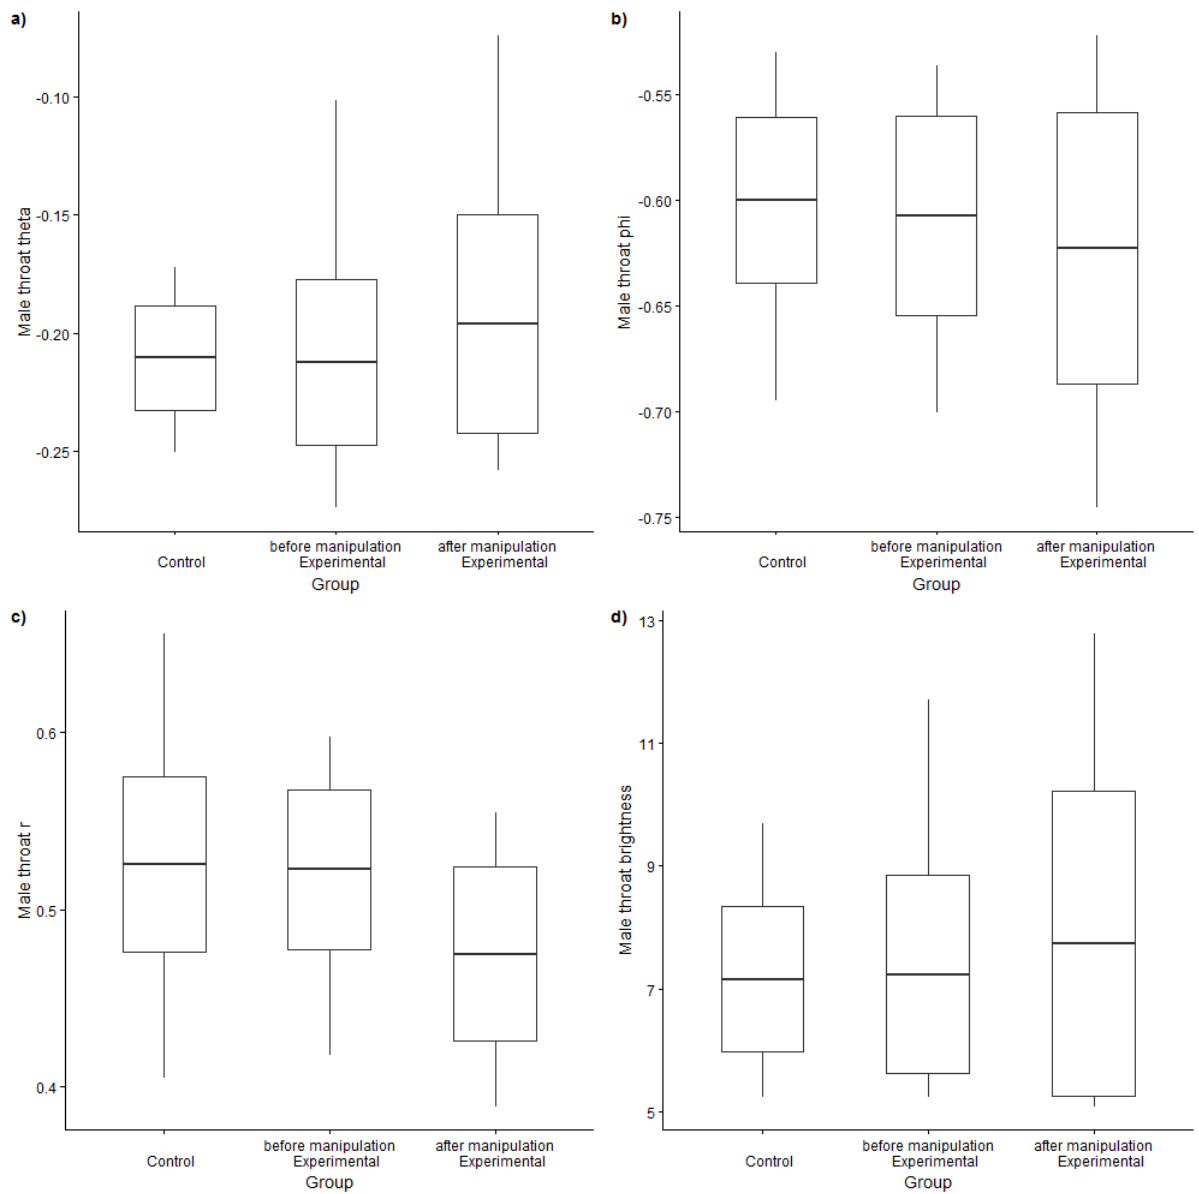 a)
Male throat theta
-0.10
-0.15
-0.20
-0.25
Control
before manipulation
Experimental
after manipulation
Experimental
Group
b)
Male throat phi
-0.55
-0.60
-0.65
-0.70
-0.75
Control
before manipulation
Experimental
after manipulation
Experimental
Group
c)
Male throat r
0.6
0.5
0.4
Control
before manipulation
Experimental
after manipulation
Experimental
Group
d)
Male throat brightness
13
11
9
7
5
Control
before manipulation
Experimental
after manipulation
Experimental
Group